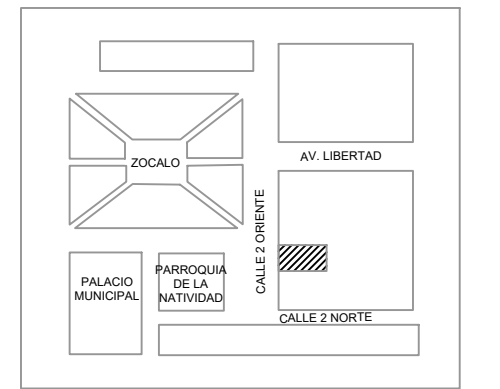 ZOCALO
AV. LIBERTAD
CALLE 2 ORIENTE
PALACIO
MUNICIPAL
PARROQUIA
DE LA
NATIVIDAD
CALLE 2 NORTE